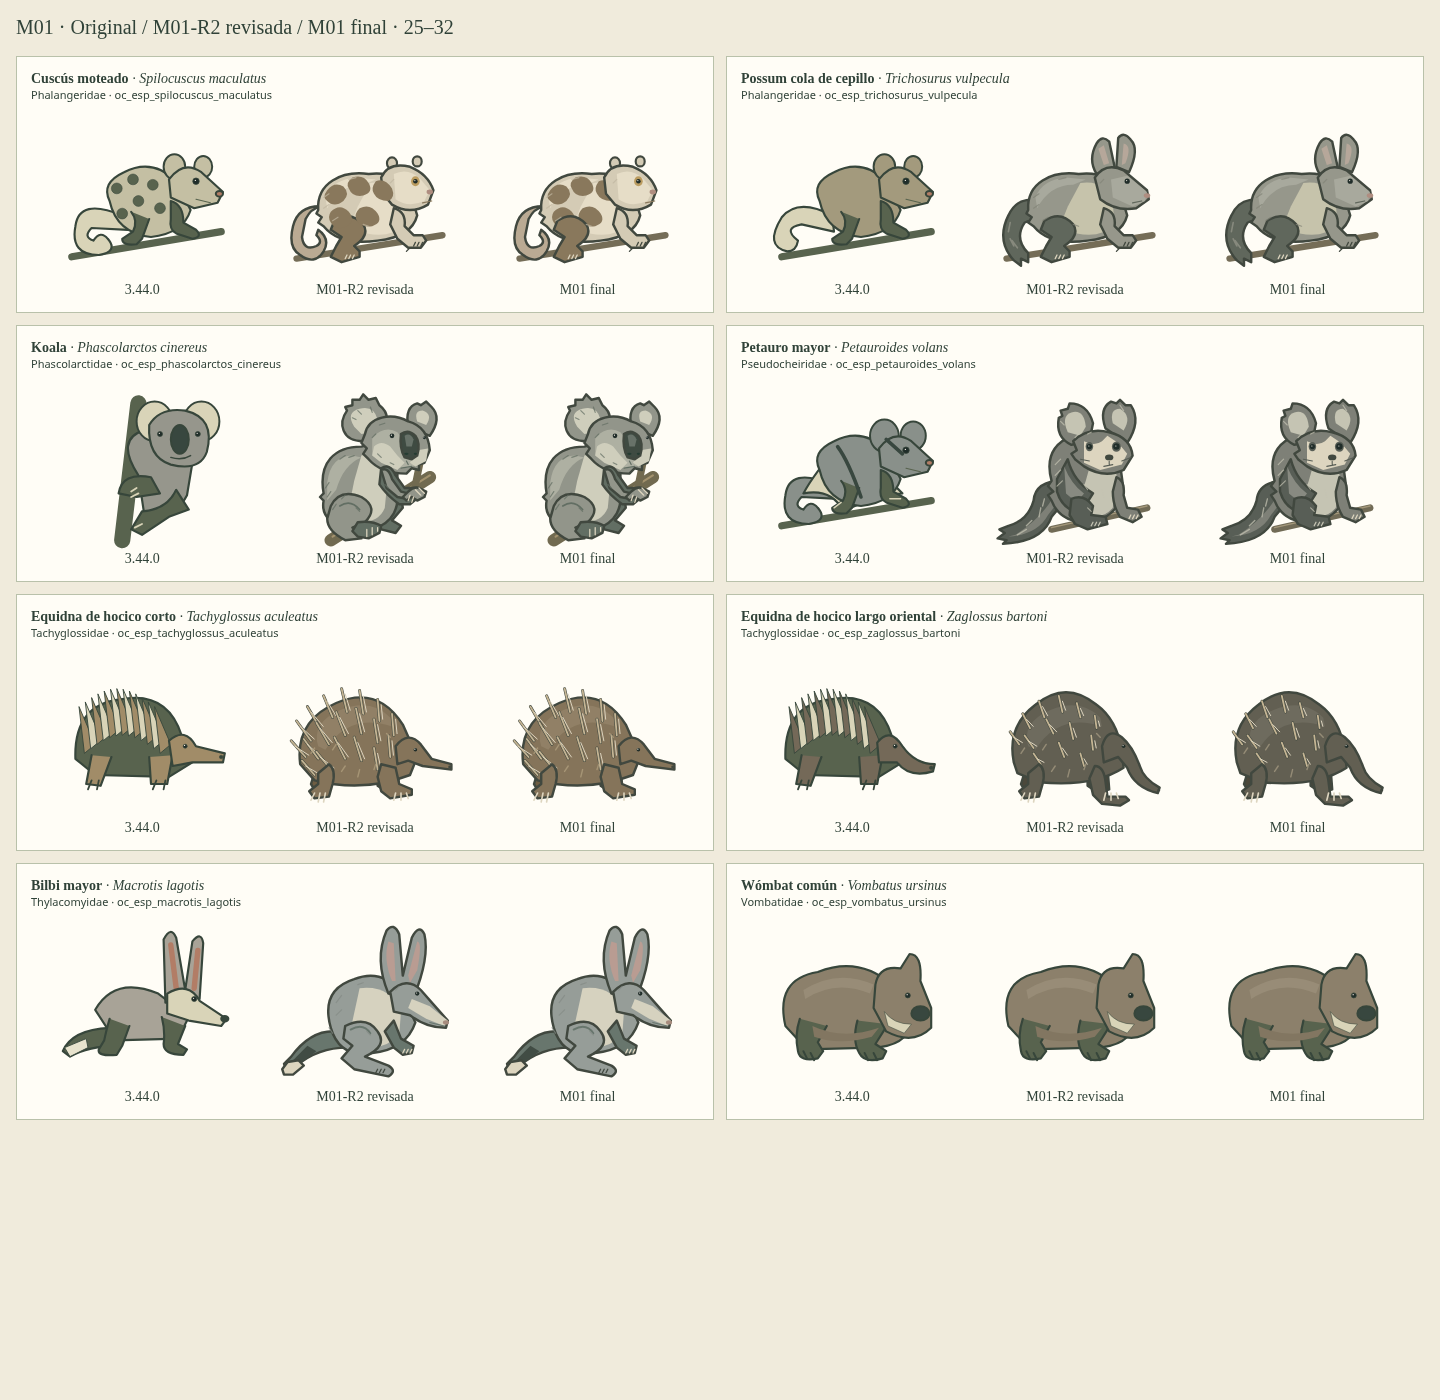 M01 · Original / M01-R2 revisada / M01 final · 25–32
Cuscús moteado · Spilocuscus maculatus
Phalangeridae · oc_esp_spilocuscus_maculatus
3.44.0 M01-R2 revisada M01 final
Possum cola de cepillo · Trichosurus vulpecula
Phalangeridae · oc_esp_trichosurus_vulpecula
3.44.0 M01-R2 revisada M01 final
Koala · Phascolarctos cinereus
Phascolarctidae · oc_esp_phascolarctos_cinereus
3.44.0 M01-R2 revisada M01 final
Petauro mayor · Petauroides volans
Pseudocheiridae · oc_esp_petauroides_volans
3.44.0 M01-R2 revisada M01 final
Equidna de hocico corto · Tachyglossus aculeatus
Tachyglossidae · oc_esp_tachyglossus_aculeatus
3.44.0 M01-R2 revisada M01 final
Equidna de hocico largo oriental · Zaglossus bartoni
Tachyglossidae · oc_esp_zaglossus_bartoni
3.44.0 M01-R2 revisada M01 final
Bilbi mayor · Macrotis lagotis
Thylacomyidae · oc_esp_macrotis_lagotis
3.44.0 M01-R2 revisada M01 final
Wómbat común · Vombatus ursinus
Vombatidae · oc_esp_vombatus_ursinus
3.44.0 M01-R2 revisada M01 final